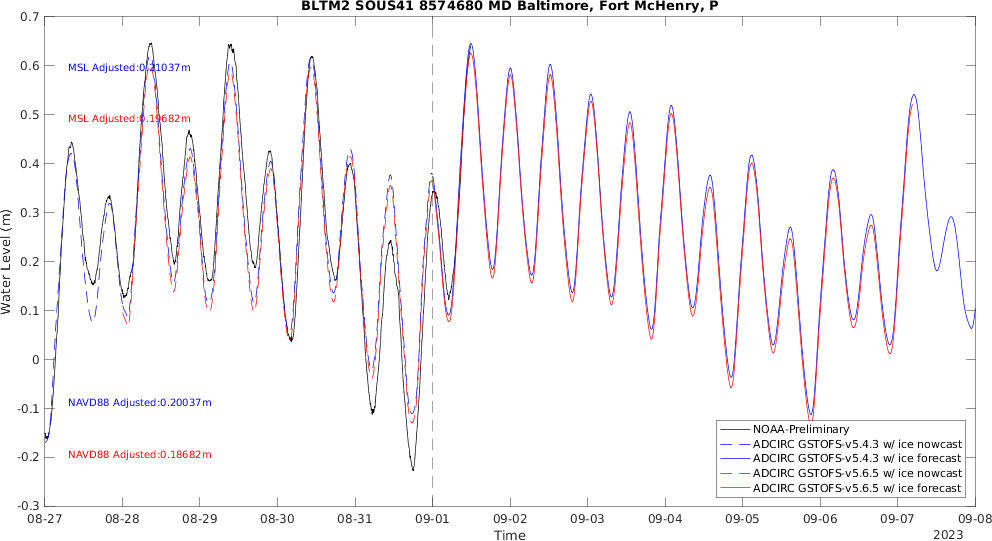 BLTM2 SOUS41 8574680 MD Baltimore, Fort McHenry, P
0.7
0.6
0.5
0.4
0.3
0.2
0.1
0
-0.1
-0.2
-0.3
Water Level (m)
MSL Adjusted:0.21037m
MSL Adjusted:0.19682m
NAVD88 Adjusted:0.20037m
NAVD88 Adjusted:0.18682m
NOAA-Preliminary
ADCIRC GSTOFS-v5.4.3 w/ ice nowcast
ADCIRC GSTOFS-v5.4.3 w/ ice forecast
ADCIRC GSTOFS-v5.6.5 w/ ice nowcast
ADCIRC GSTOFS-v5.6.5 w/ ice forecast
08-27 08-28 08-29 08-30 08-31 09-01 09-02 09-03 09-04 09-05 09-06 09-07 09-08
Time
2023